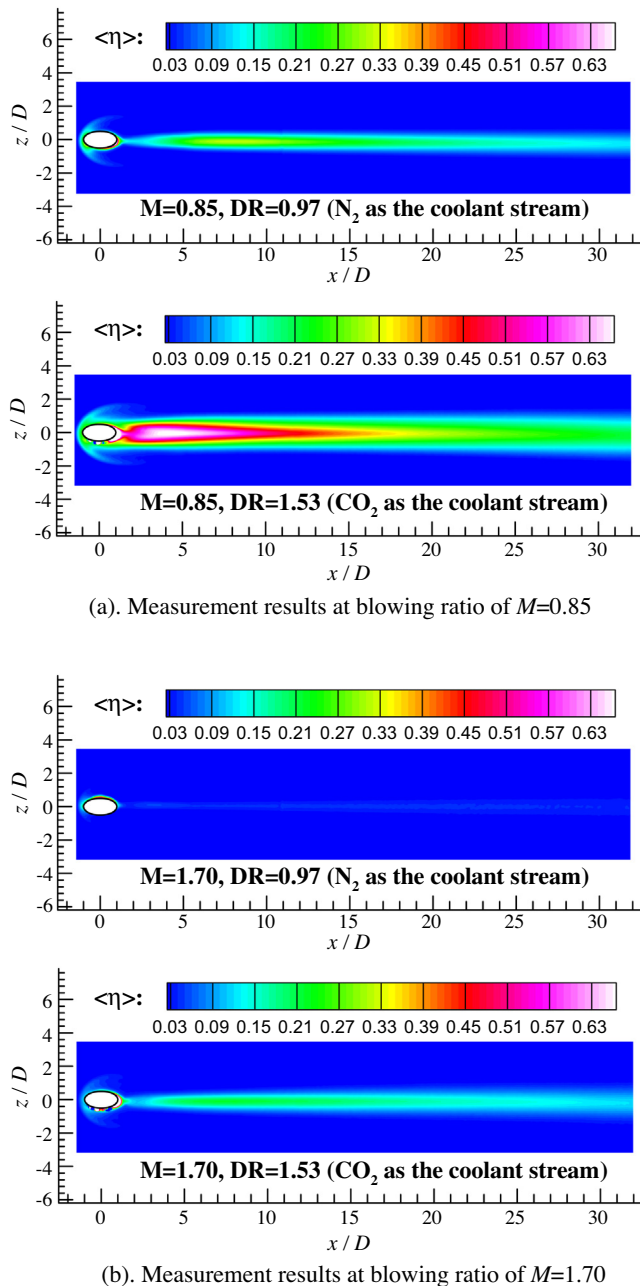 <η>:
0.03 0.09 0.15 0.21 0.27 0.33 0.39 0.45 0.51 0.57 0.63
z / D
6
4
2
0
-2
-4
-6
M=0.85, DR=0.97 (N₂ as the coolant stream)
0 5 10 15 20 25 30
x / D
<η>:
0.03 0.09 0.15 0.21 0.27 0.33 0.39 0.45 0.51 0.57 0.63
z / D
6
4
2
0
-2
-4
-6
M=0.85, DR=1.53 (CO₂ as the coolant stream)
0 5 10 15 20 25 30
x / D
(a). Measurement results at blowing ratio of M=0.85
<η>:
0.03 0.09 0.15 0.21 0.27 0.33 0.39 0.45 0.51 0.57 0.63
z / D
6
4
2
0
-2
-4
-6
M=1.70, DR=0.97 (N₂ as the coolant stream)
0 5 10 15 20 25 30
x / D
<η>:
0.03 0.09 0.15 0.21 0.27 0.33 0.39 0.45 0.51 0.57 0.63
z / D
6
4
2
0
-2
-4
-6
M=1.70, DR=1.53 (CO₂ as the coolant stream)
0 5 10 15 20 25 30
x / D
(b). Measurement results at blowing ratio of M=1.70